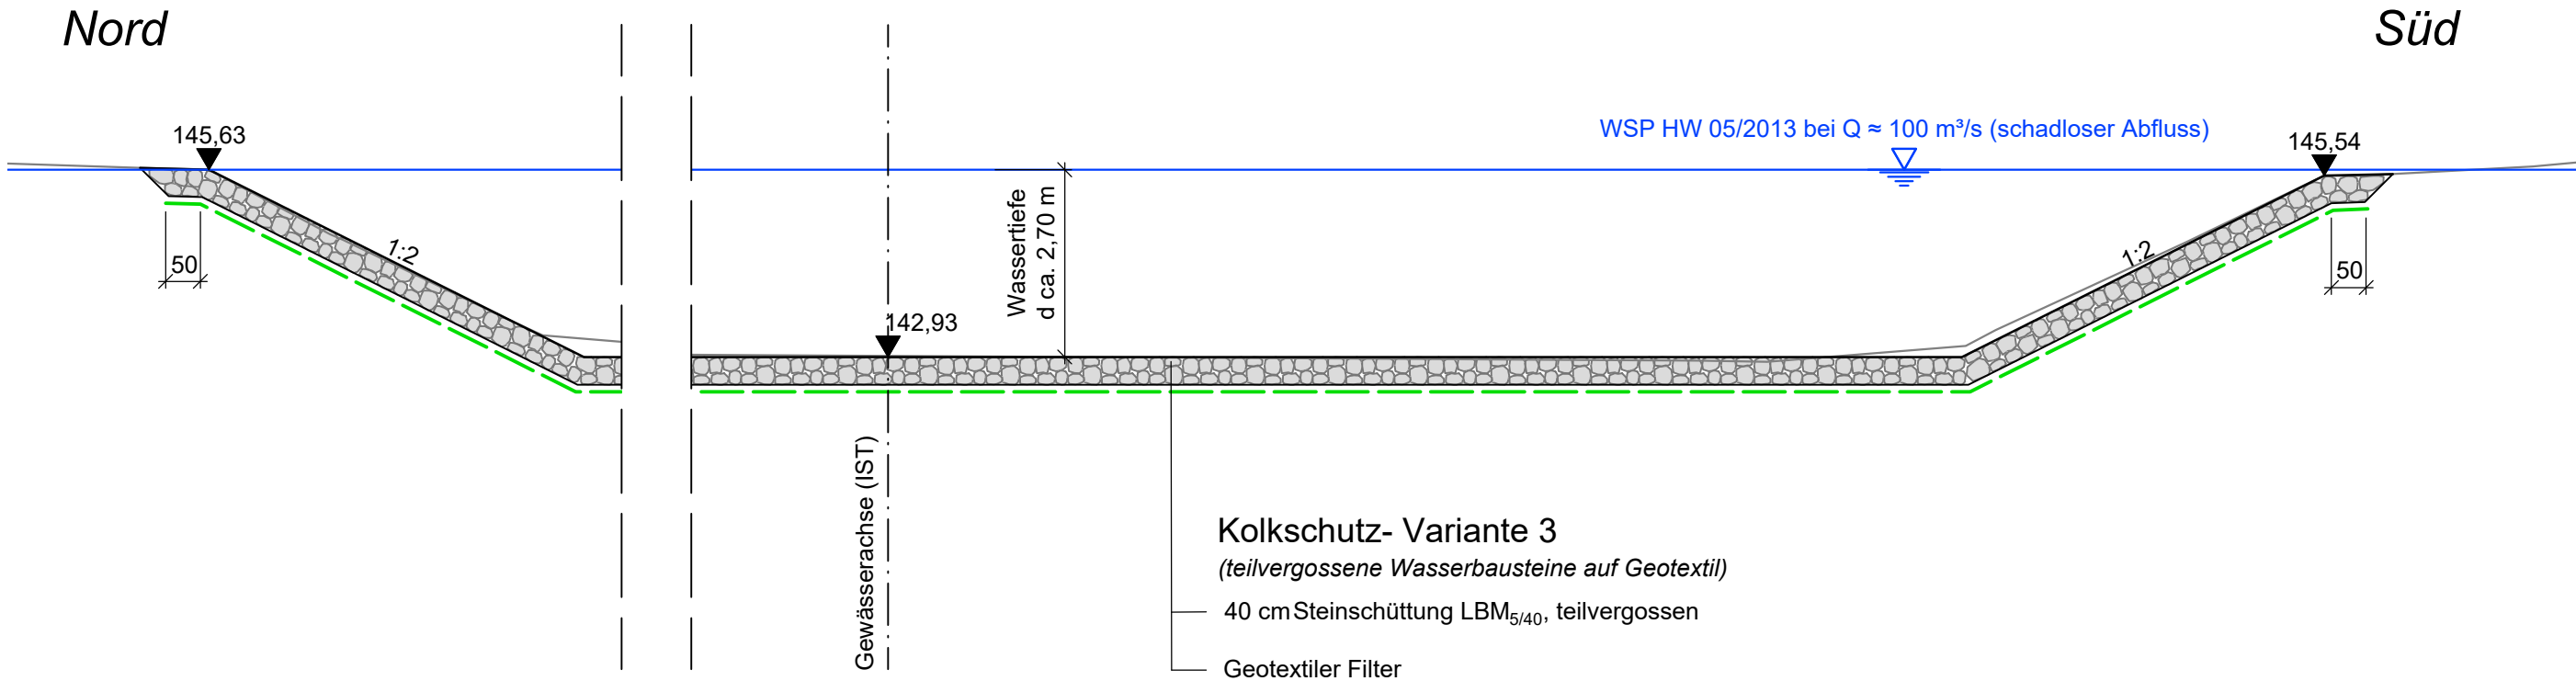 Nord
Süd
145,63
WSP HW 05/2013 bei Q ≈ 100 m³/s (schadloser Abfluss)
145,54
Wassertiefe
d ca. 2,70 m
1:2
1:2
50
50
142,93
Gewässerachse (IST)
Kolkschutz- Variante 3
(teilvergossene Wasserbausteine auf Geotextil)
40 cm Steinschüttung LBM5/40, teilvergossen
Geotextiler Filter